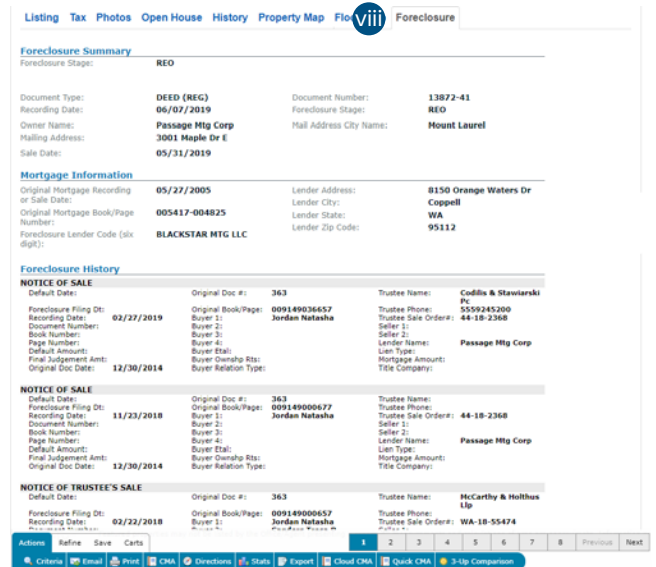 Listing Tax Photos Open House History Property Map Flo viii Foreclosure
Foreclosure Summary
Foreclosure Stage: REO
Document Type: DEED (REG) Document Number: 13872-41
Recording Date: 06/07/2019 Foreclosure Stage: REO
Owner Name: Passage Mtg Corp Mail Address City Name: Mount Laurel
Mailing Address: 3001 Maple Dr E
Sale Date: 05/31/2019
Mortgage Information
Original Mortgage Recording 05/27/2005 Lender Address: 8150 Orange Waters Dr
or Sale Date: Lender City: Coppell
Original Mortgage Book/Page 005417-004825 Lender State: WA
Number: Lender Zip Code: 95112
Foreclosure Lender Code (six BLACKSTAR MTG LLC
digit):
Foreclosure History
NOTICE OF SALE
Default Date: Original Doc #: 363 Trustee Name: Codilis & Stawiarski
Pc
Foreclosure Filing Dt: Original Book/Page: 009149036657 Trustee Phone: 5559245200
Recording Date: 02/27/2019 Buyer 1: Jordan Natasha Trustee Sale Order#: 44-18-2368
Document Number: Buyer 2: Seller 1:
Book Number: Buyer 3: Seller 2:
Page Number: Buyer 4: Lender Name: Passage Mtg Corp
Default Amount: Buyer Etal: Lien Type:
Final Judgement Amt: Buyer Ownshp Rts: Mortgage Amount:
Original Doc Date: 12/30/2014 Buyer Relation Type: Title Company:
NOTICE OF SALE
Default Date: Original Doc #: 363 Trustee Name:
Foreclosure Filing Dt: Original Book/Page: 009149000677 Trustee Phone:
Recording Date: 11/23/2018 Buyer 1: Jordan Natasha Trustee Sale Order#: 44-18-2368
Document Number: Buyer 2: Seller 1:
Book Number: Buyer 3: Seller 2:
Page Number: Buyer 4: Lender Name: Passage Mtg Corp
Default Amount: Buyer Etal: Lien Type:
Final Judgement Amt: Buyer Ownshp Rts: Mortgage Amount:
Original Doc Date: 12/30/2014 Buyer Relation Type: Title Company:
NOTICE OF TRUSTEE'S SALE
Default Date: Original Doc #: 363 Trustee Name: McCarthy & Holthus
Llp
Foreclosure Filing Dt: Original Book/Page: 009149000657 Trustee Phone:
Recording Date: 02/22/2018 Buyer 1: Jordan Natasha Trustee Sale Order#: WA-18-55474
Actions Refine Save Carts 1 2 3 4 5 6 7 8 Previous Next
Criteria Email Print CMA Directions Stats Export Cloud CMA Quick CMA 3-Up Comparison